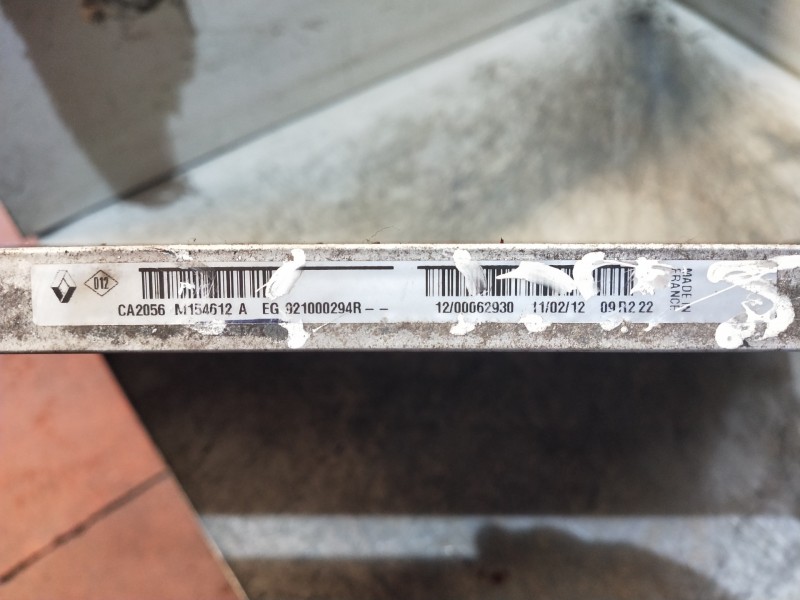 012
CA2056 M154612 A EG 921000294R--
12/00062930 11/02/12 09 R2 22
MADE IN
FRANCE